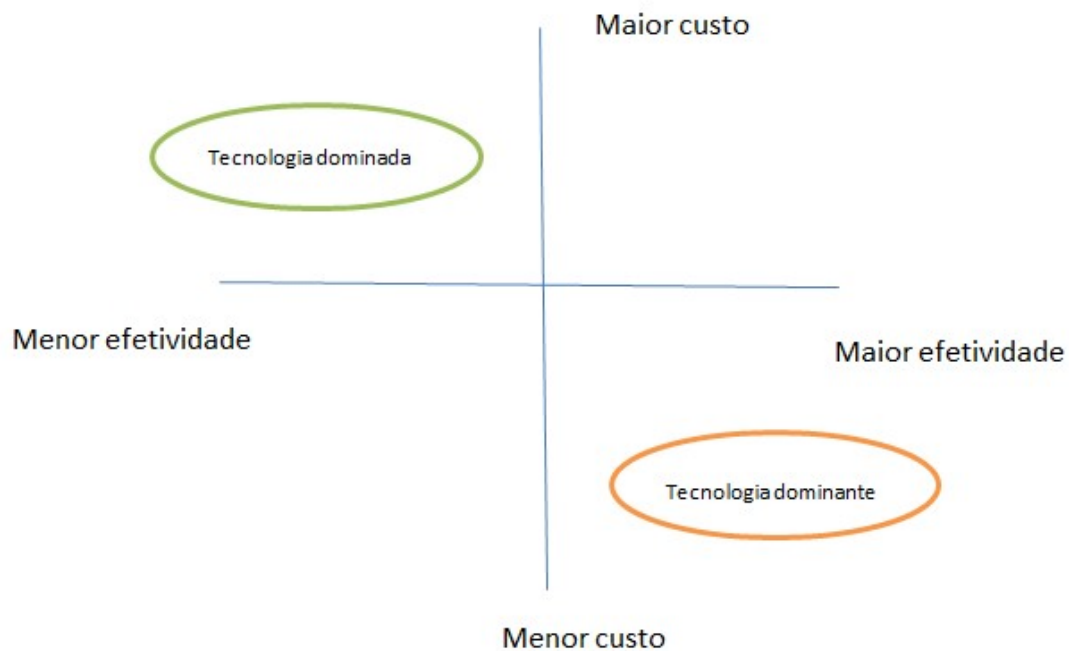 Maior custo
Tecnologia dominada
Menor efetividade
Maior efetividade
Tecnologia dominante
Menor custo